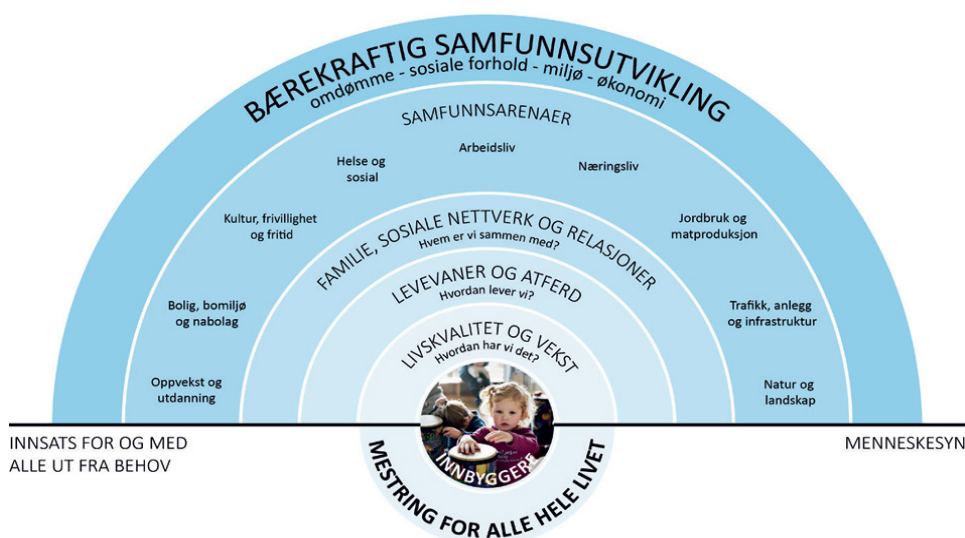 BÆREKRAFTIG SAMFUNNSUTVIKLING
omdømme - sosiale forhold - miljø - økonomi
SAMFUNNSARENAER
Arbeidsliv
Helse og
sosial
Næringsliv
Kultur, frivillighet
og fritid
Jordbruk og
matproduksjon
FAMILIE, SOSIALE NETTVERK OG RELASJONER
Hvem er vi sammen med?
LEVEVANER OG ATFERD
Hvordan lever vi?
Bolig, bomiljø
og nabolag
Trafikk, anlegg
og infrastruktur
LIVSKVALITET OG VEKST
Hvordan har vi det?
Oppvekst og
utdanning
Natur og
landskap
INNSATS FOR OG MED
ALLE UT FRA BEHOV
MENNESKESYN
INNBYGGERE
MESTRING FOR ALLE HELE LIVET